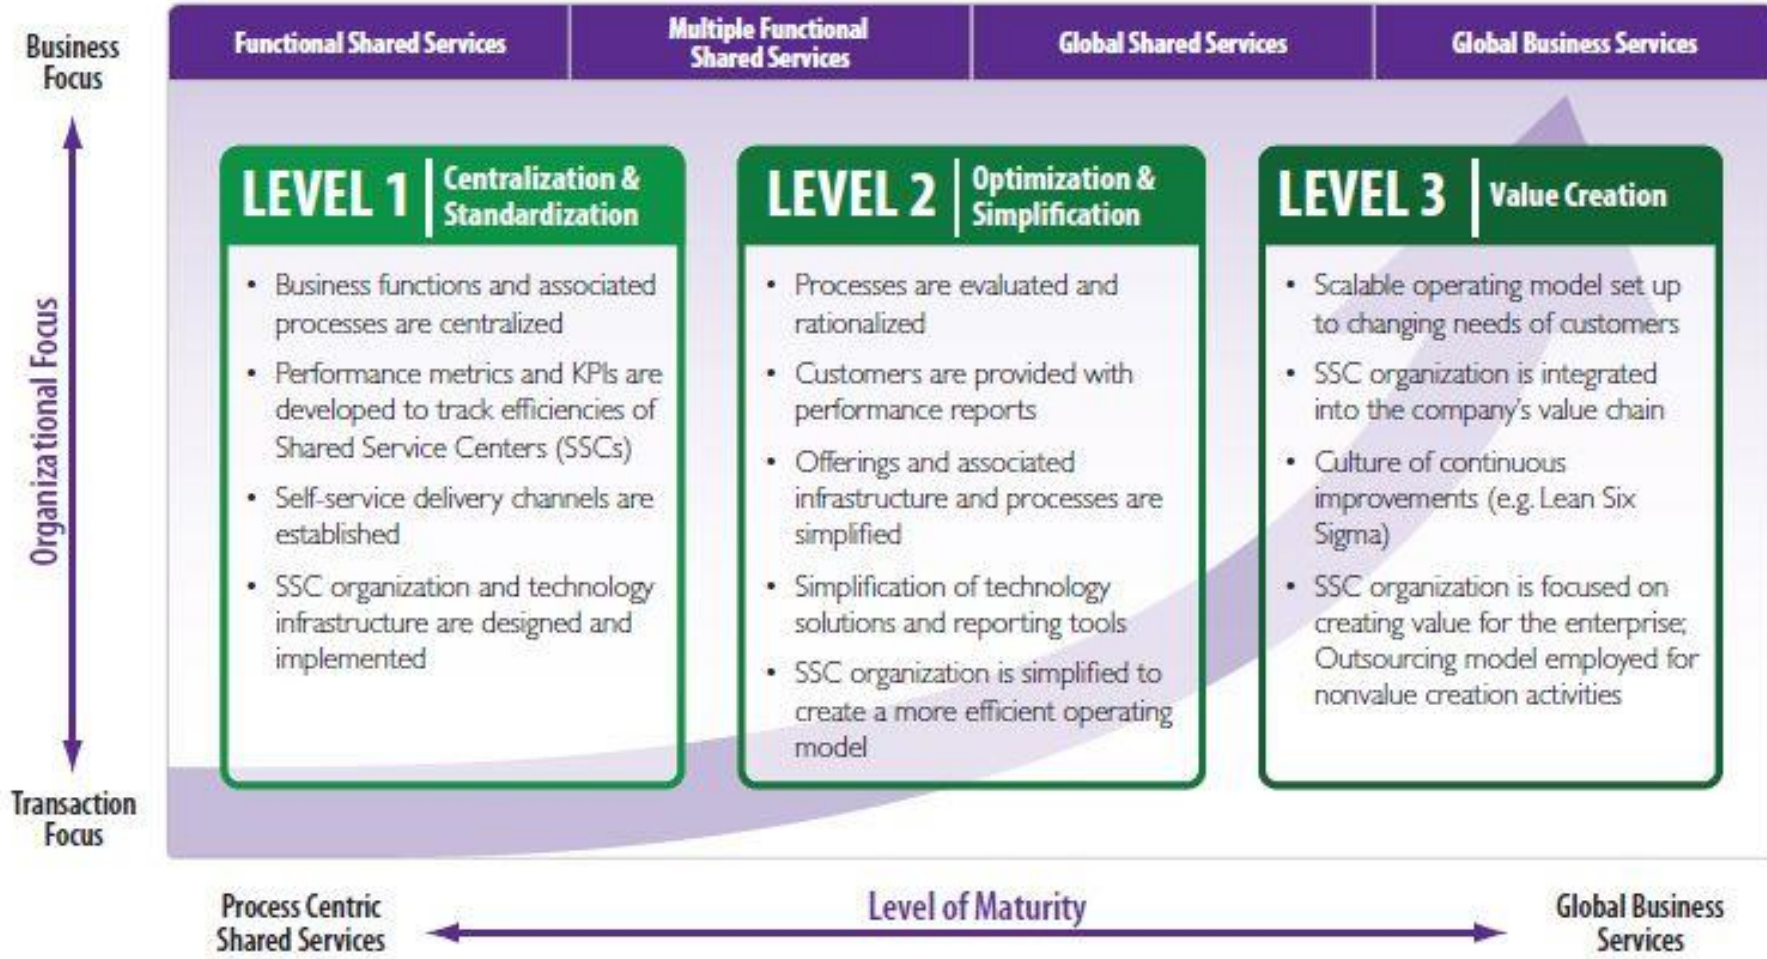 Business
Focus
Functional Shared Services
Multiple Functional
Shared Services
Global Shared Services
Global Business Services
Organizational Focus
LEVEL 1
Centralization &
Standardization
• Business functions and associated
processes are centralized
• Performance metrics and KPIs are
developed to track efficiencies of
Shared Service Centers (SSCs)
• Self-service delivery channels are
established
• SSC organization and technology
infrastructure are designed and
implemented
LEVEL 2
Optimization &
Simplification
• Processes are evaluated and
rationalized
• Customers are provided with
performance reports
• Offerings and associated
infrastructure and processes are
simplified
• Simplification of technology
solutions and reporting tools
• SSC organization is simplified to
create a more efficient operating
model
LEVEL 3
Value Creation
• Scalable operating model set up
to changing needs of customers
• SSC organization is integrated
into the company's value chain
• Culture of continuous
improvements (e.g. Lean Six
Sigma)
• SSC organization is focused on
creating value for the enterprise;
Outsourcing model employed for
nonvalue creation activities
Transaction
Focus
Process Centric
Shared Services
Level of Maturity
Global Business
Services